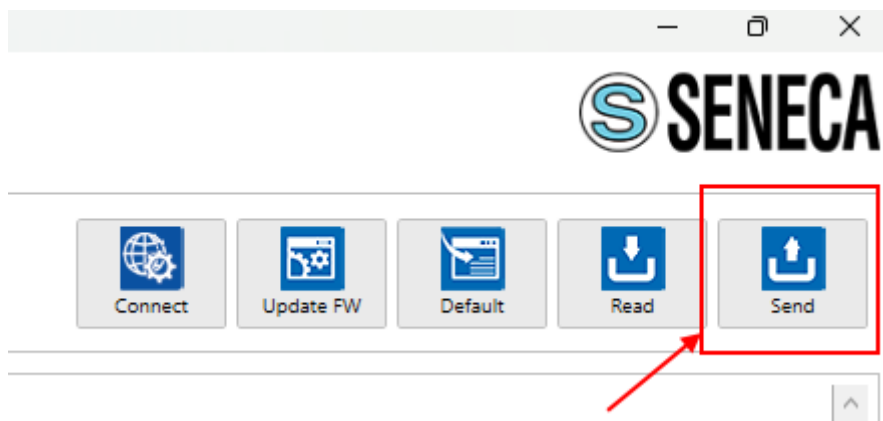 SENECA
Connect
Update FW
Default
Read
Send